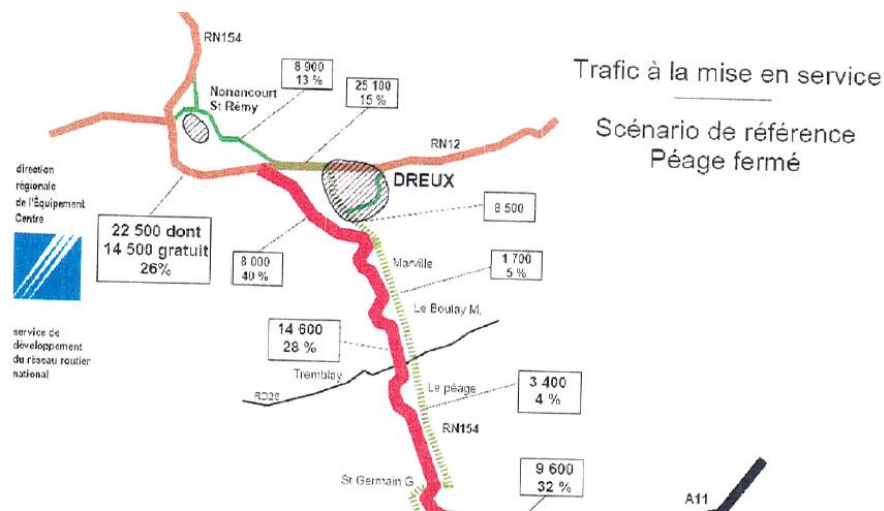 RN154
8 900
13 %
25 100
15 %
Trafic à la mise en service
Nonancourt
St Rémy
Scénario de référence
Péage fermé
RN12
direction
régionale
de l'Équipement
Centre
DREUX
8 500
22 500 dont
14 500 gratuit
26%
8 000
40 %
Marville
1 700
5 %
Le Boulay M,
service de
développement
du réseau routier
national
14 600
28 %
Tremblay
Le péage
3 400
4 %
RD26
RN154
St Germain G
9 600
32 %
A11